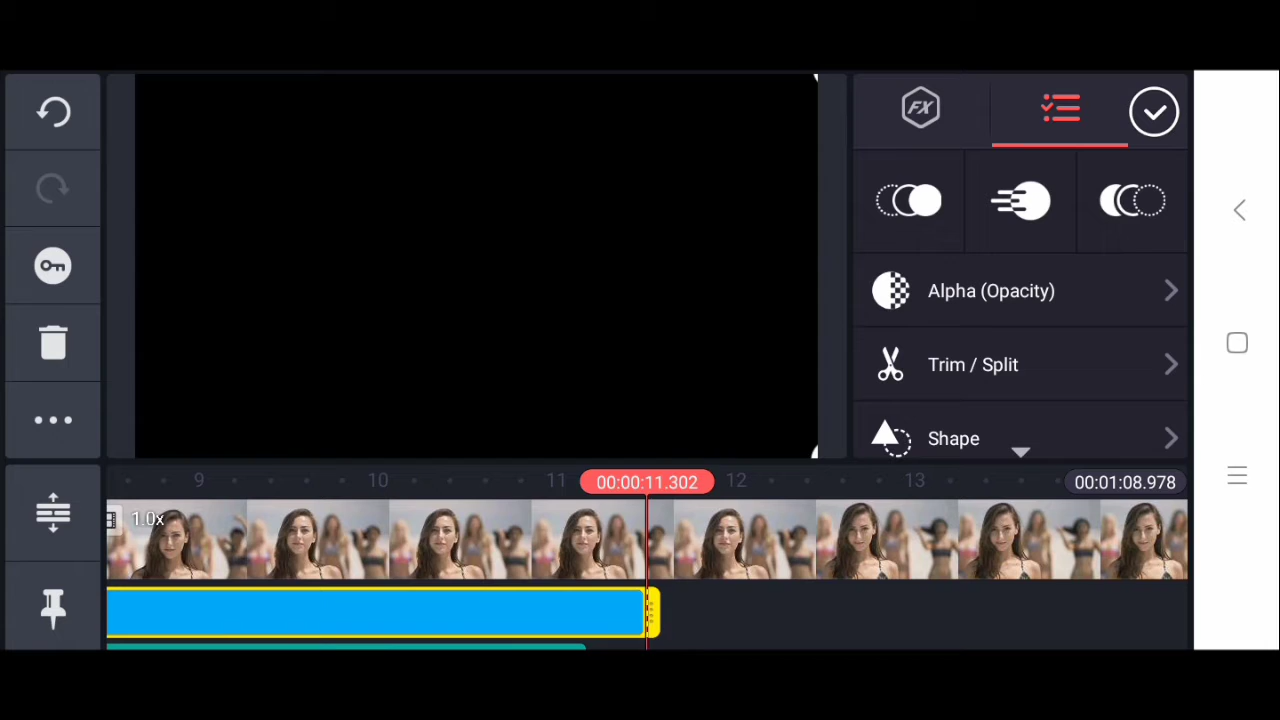 FX
Alpha (Opacity)
Trim / Split
Shape
9 10 11 00:00:11.302 12 13 00:01:08.978
1.0x